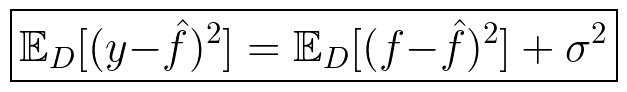 𝔼_D[(y−f̂)²] = 𝔼_D[(f−f̂)²] + σ²